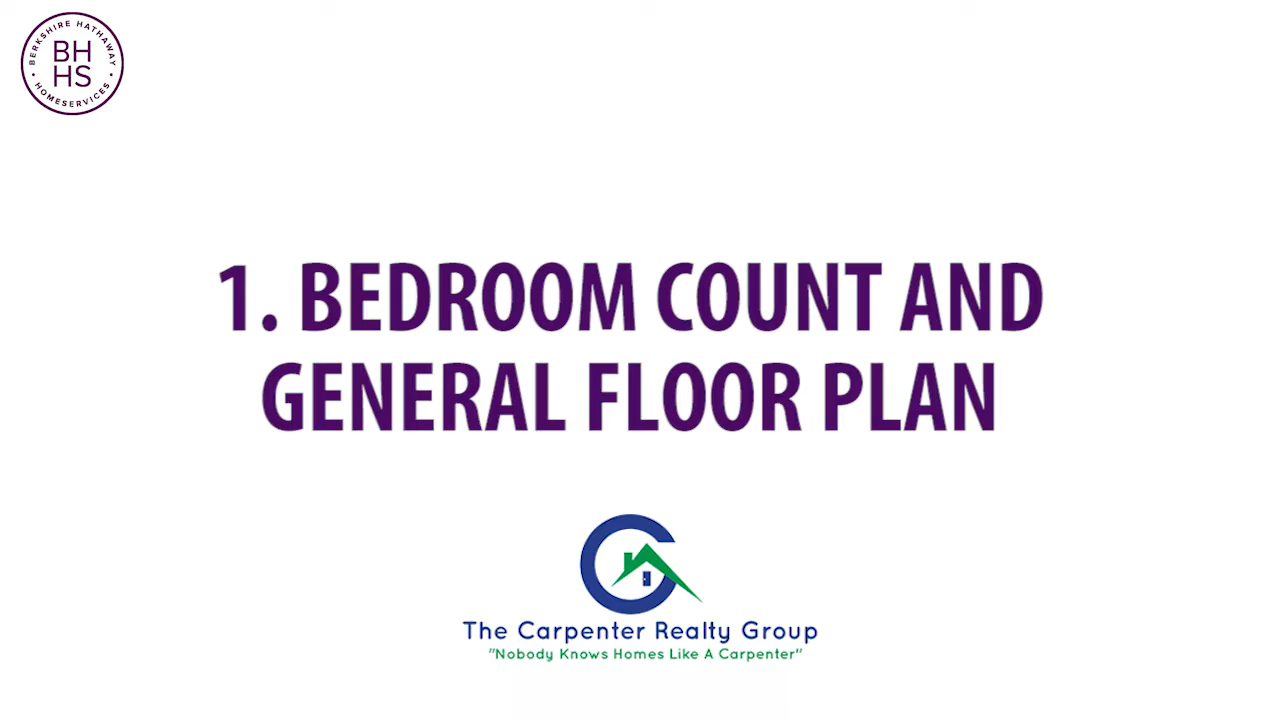 BERKSHIRE HATHAWAY
BH
HS
HOMESERVICES
1. BEDROOM COUNT AND
GENERAL FLOOR PLAN
The Carpenter Realty Group
"Nobody Knows Homes Like A Carpenter"